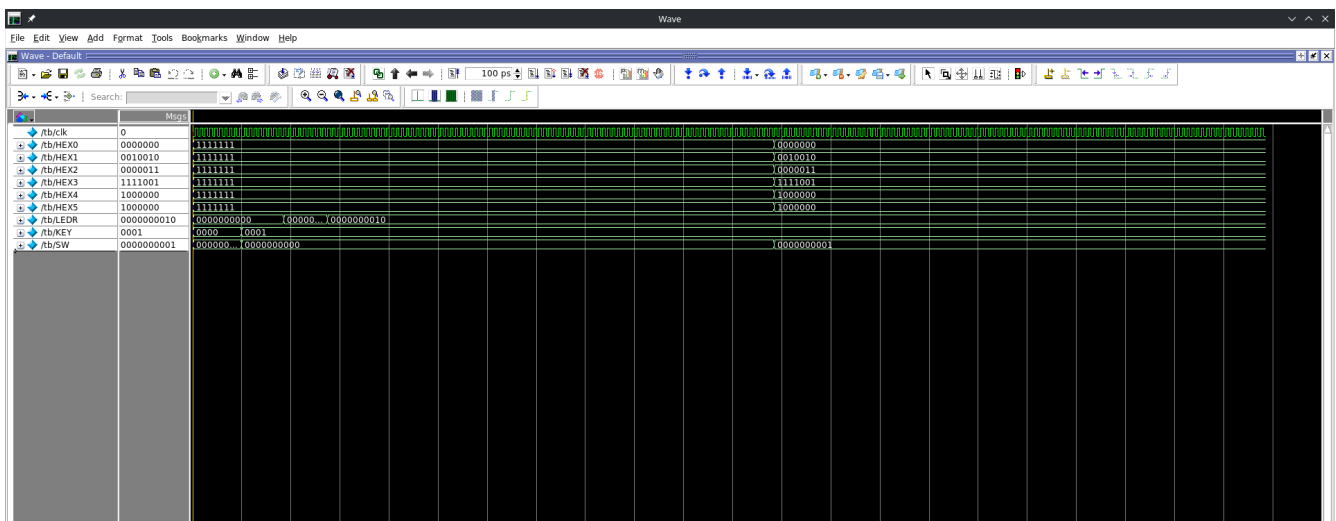 Wave
File Edit View Add Format Tools Bookmarks Window Help
Wave - Default
100 ps
Search:
Msgs
/tb/clk 0
/tb/HEX0 0000000 1111111 0000000
/tb/HEX1 0010010 1111111 0010010
/tb/HEX2 0000011 1111111 0000011
/tb/HEX3 1111001 1111111 1111001
/tb/HEX4 1000000 1111111 1000000
/tb/HEX5 1000000 1111111 1000000
/tb/LEDR 0000000010 0000000000 00000... 0000000010
/tb/KEY 0001 0000 0001
/tb/SW 0000000001 000000... 0000000000 0000000001